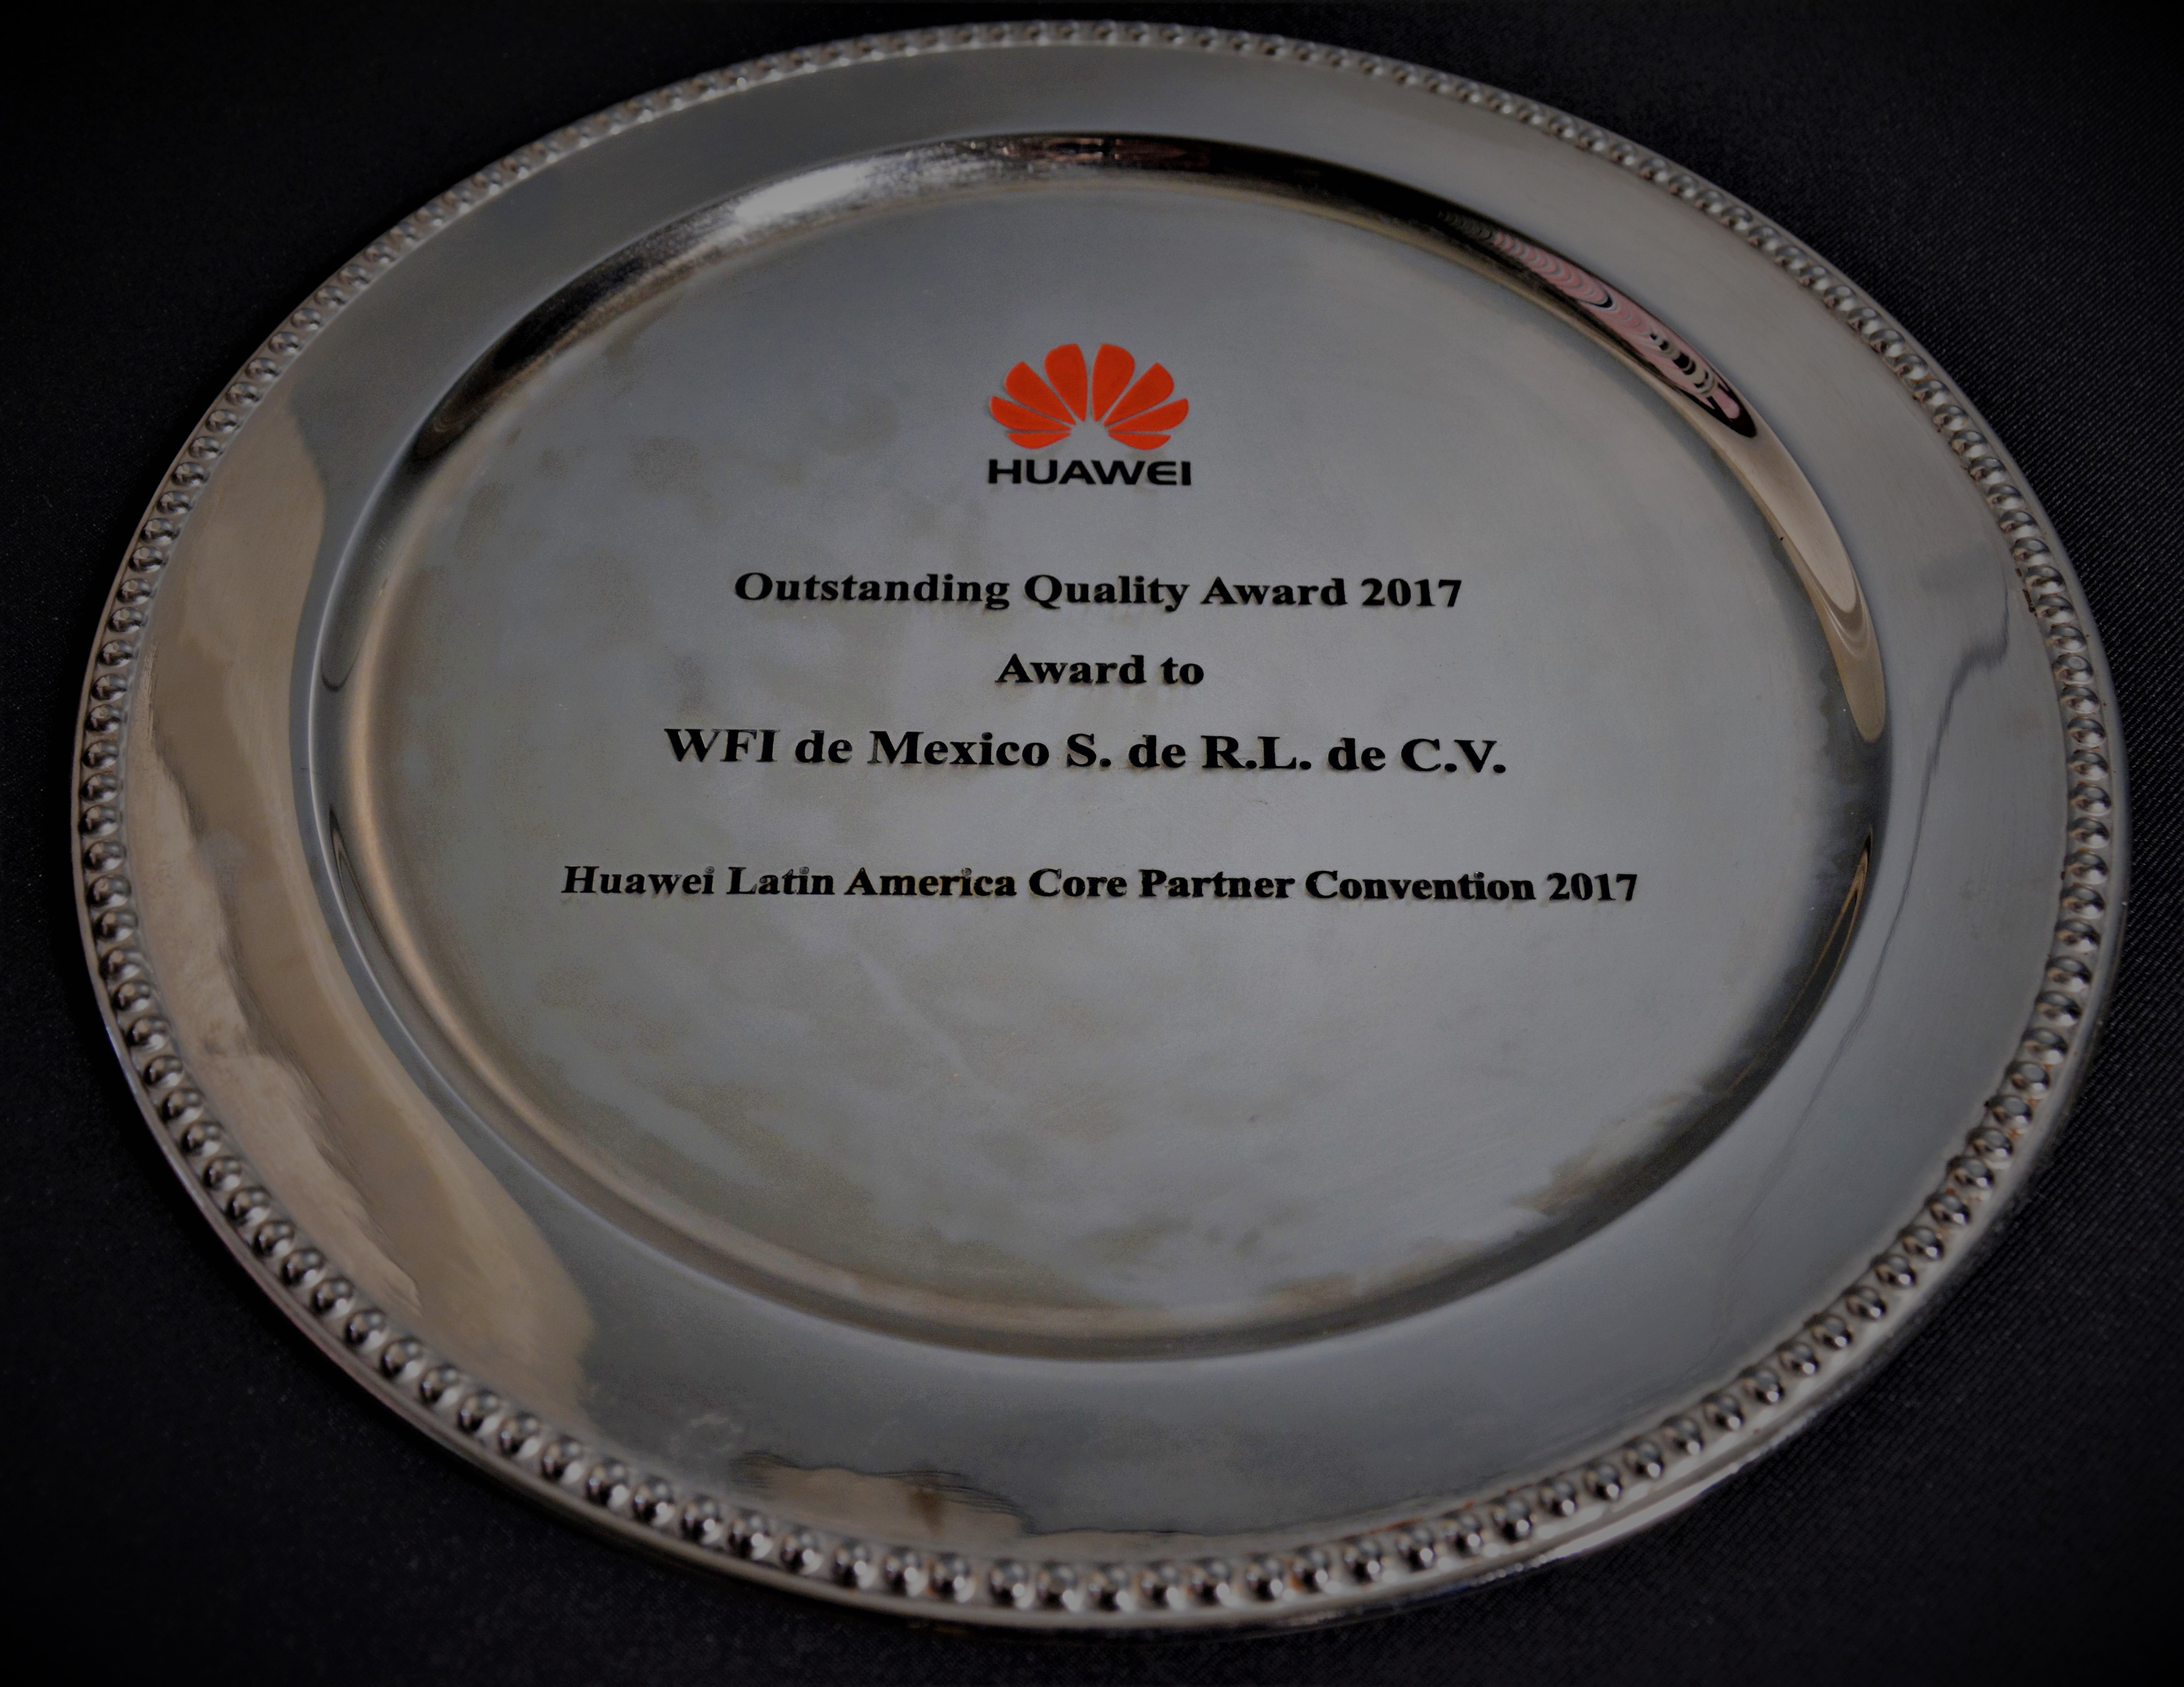 HUAWEI
Outstanding Quality Award 2017
Award to
WFI de Mexico S. de R.L. de C.V.
Huawei Latin America Core Partner Convention 2017